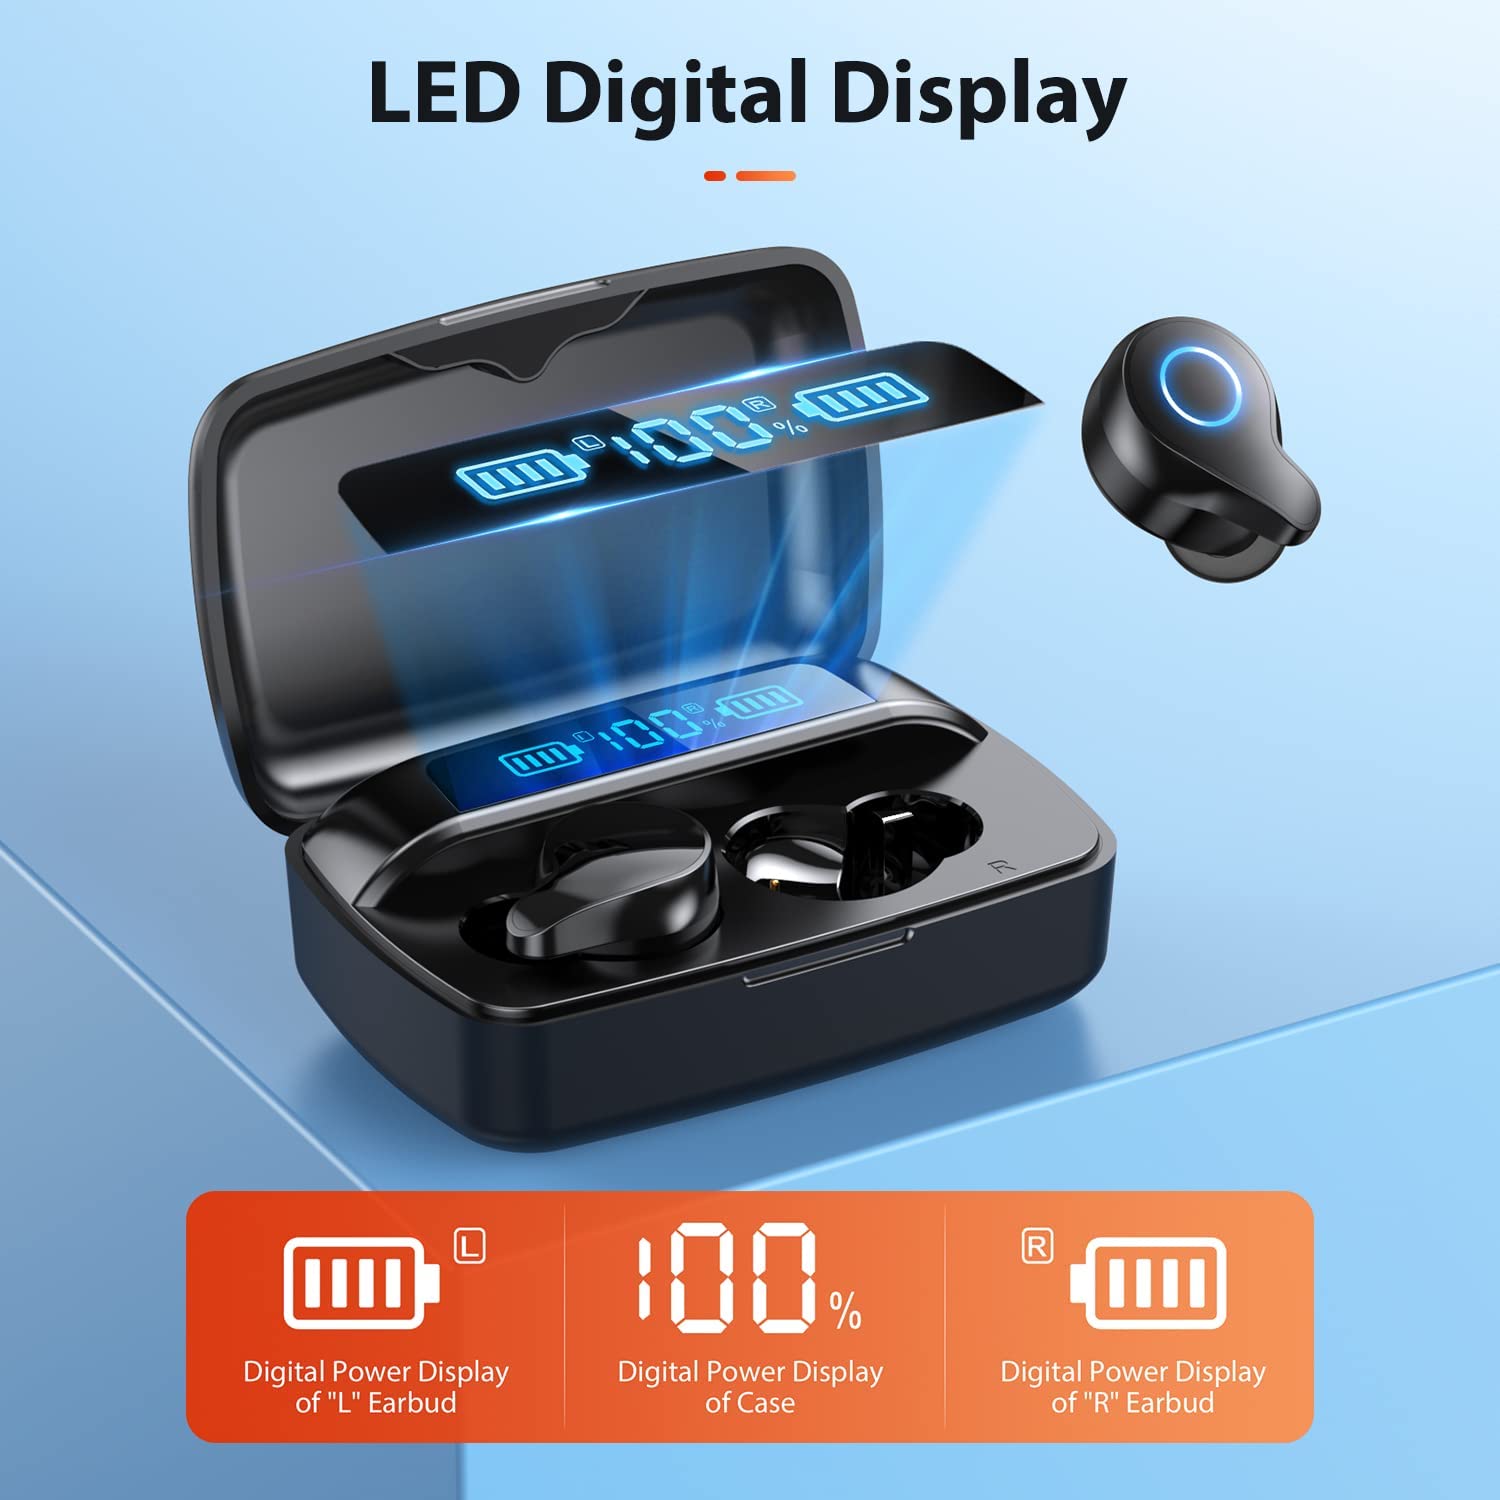 LED Digital Display
L 100 % R
L 100 % R
R
L
100 %
R
Digital Power Display
of "L" Earbud
Digital Power Display
of Case
Digital Power Display
of "R" Earbud